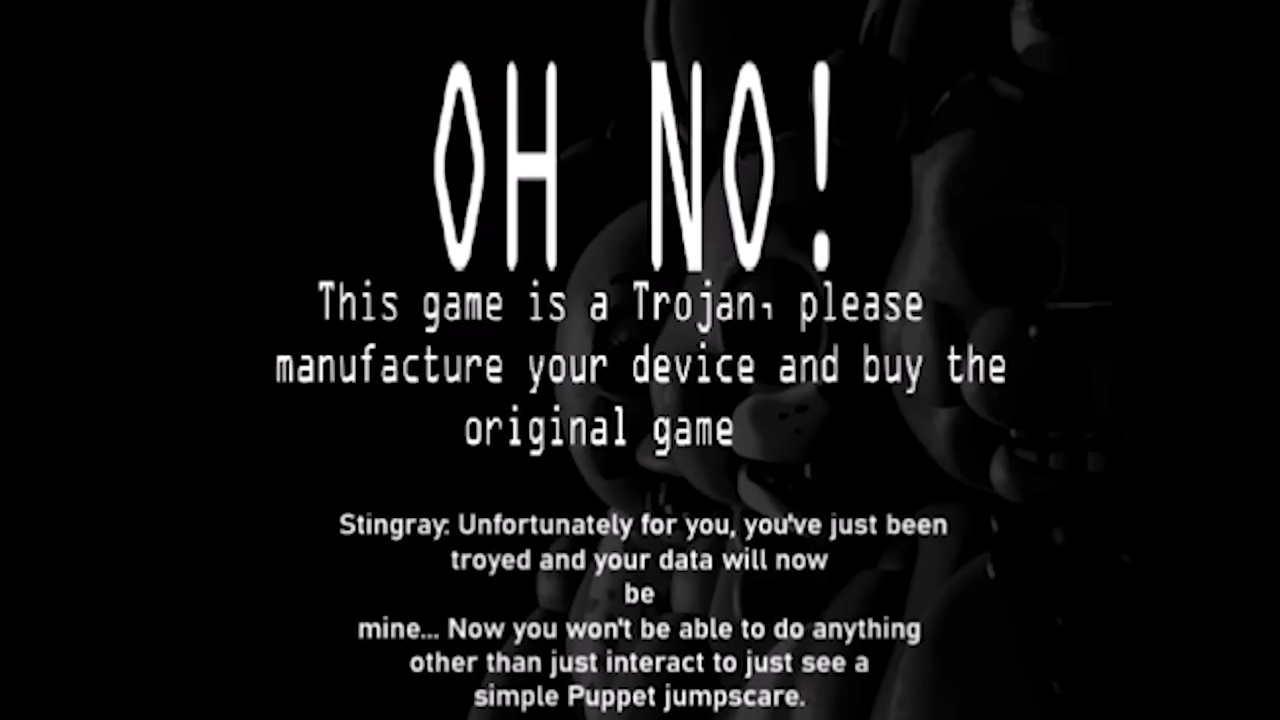 OH NO!
This game is a Trojan, please
manufacture your device and buy the
original game
Stingray: Unfortunately for you, you've just been
troyed and your data will now
be
mine... Now you won't be able to do anything
other than just interact to just see a
simple Puppet jumpscare.